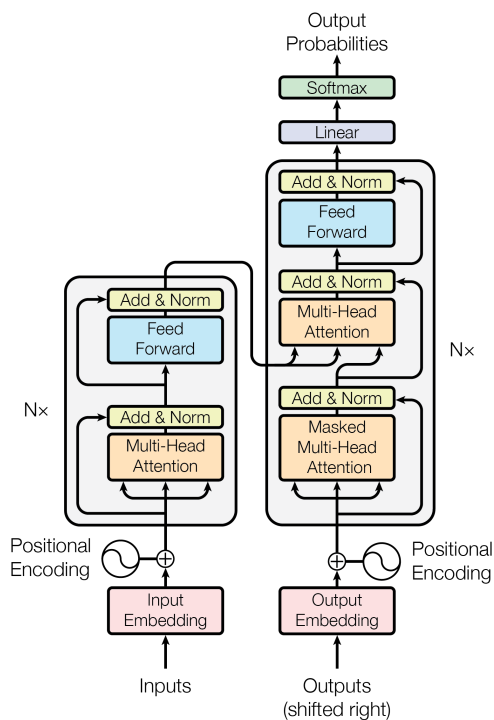 Output
Probabilities
Softmax
Linear
Add & Norm
Feed
Forward
Add & Norm
Multi-Head
Attention
Add & Norm
Masked
Multi-Head
Attention
N×
Positional
Encoding
Output
Embedding
Outputs
(shifted right)
Add & Norm
Feed
Forward
Add & Norm
Multi-Head
Attention
N×
Positional
Encoding
Input
Embedding
Inputs